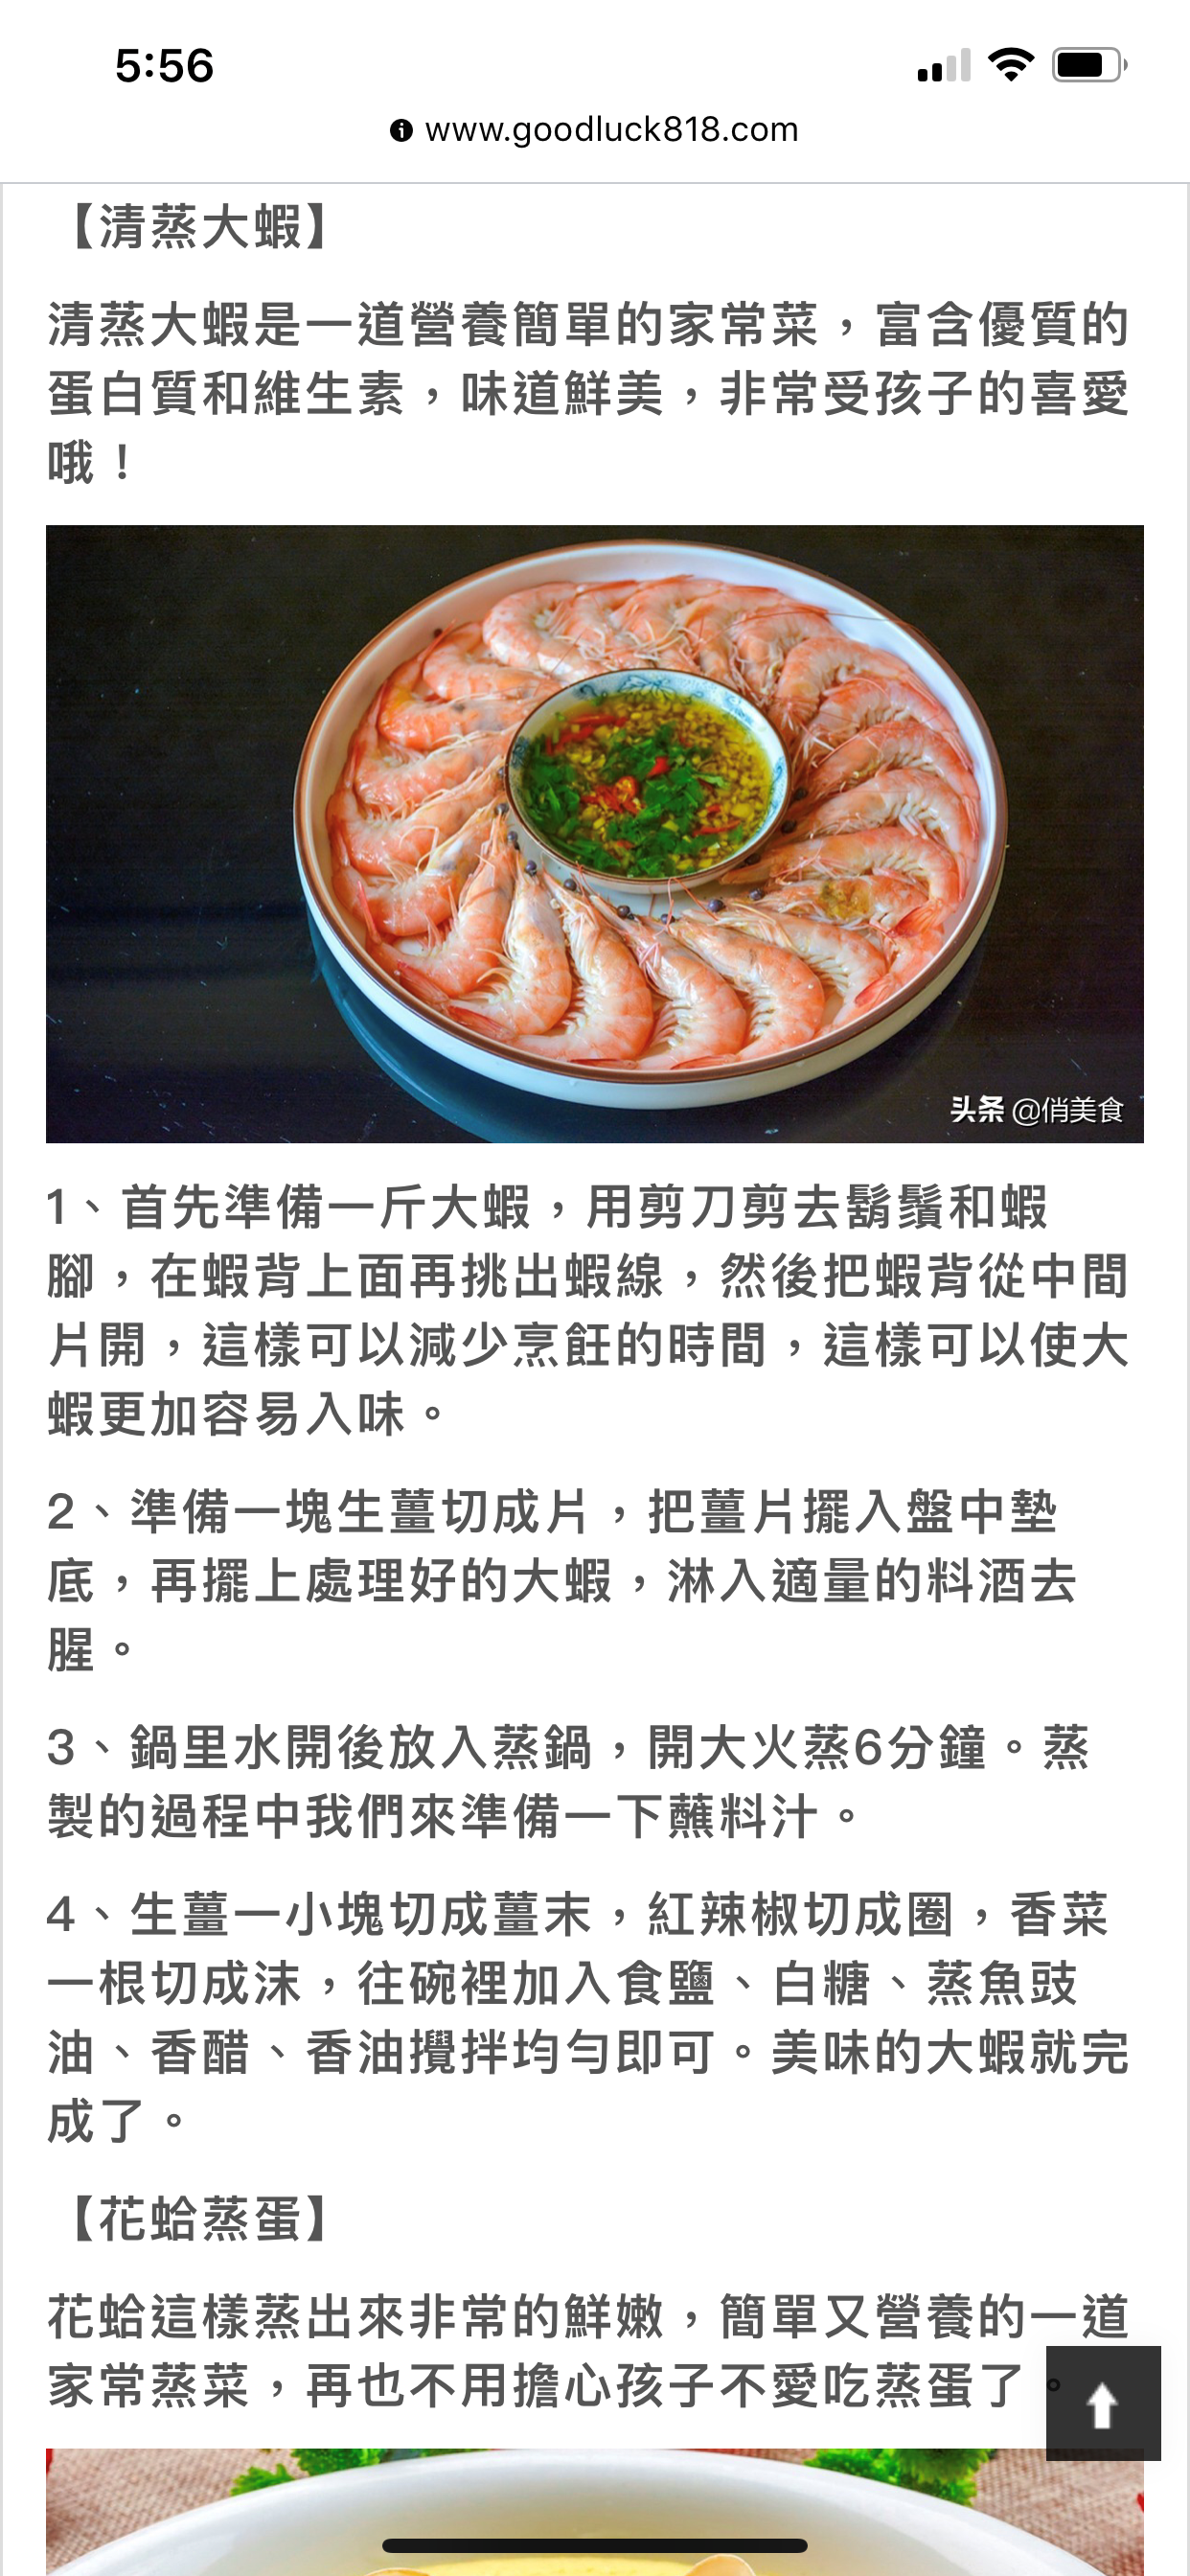 5:56
www.goodluck818.com
【清蒸大蝦】
清蒸大蝦是一道營養簡單的家常菜，富含優質的
蛋白質和維生素，味道鮮美，非常受孩子的喜愛
哦！
头条 @俏美食
1、首先準備一斤大蝦，用剪刀剪去鬍鬚和蝦
腳，在蝦背上面再挑出蝦線，然後把蝦背從中間
片開，這樣可以減少烹飪的時間，這樣可以使大
蝦更加容易入味。
2、準備一塊生薑切成片，把薑片擺入盤中墊
底，再擺上處理好的大蝦，淋入適量的料酒去
腥。
3、鍋里水開後放入蒸鍋，開大火蒸6分鐘。蒸
製的過程中我們來準備一下蘸料汁。
4、生薑一小塊切成薑末，紅辣椒切成圈，香菜
一根切成沫，往碗裡加入食鹽、白糖、蒸魚豉
油、香醋、香油攪拌均勻即可。美味的大蝦就完
成了。
【花蛤蒸蛋】
花蛤這樣蒸出來非常的鮮嫩，簡單又營養的一道
家常蒸菜，再也不用擔心孩子不愛吃蒸蛋了。